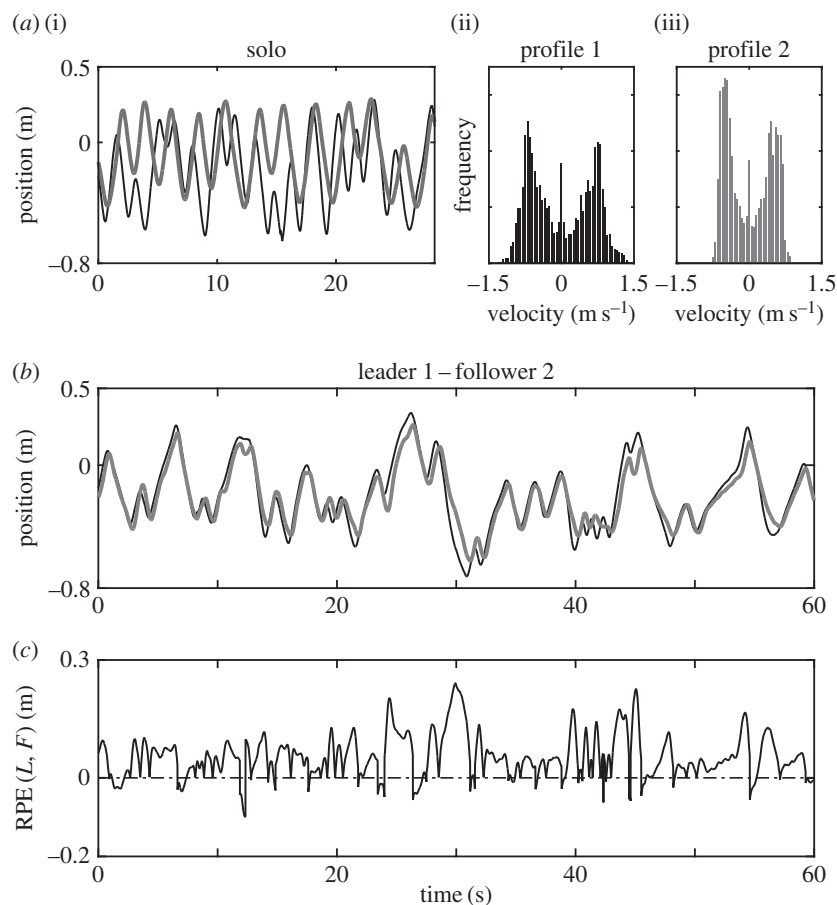 (a) (i) (ii) (iii)
solo profile 1 profile 2
0.5
0
–0.8
position (m)
0 10 20
frequency
–1.5 0 1.5
velocity (m s–1)
–1.5 0 1.5
velocity (m s–1)
(b) leader 1 – follower 2
0.5
0
–0.8
position (m)
0 20 40 60
(c)
0.3
0
–0.2
RPE (L, F) (m)
0 20 40 60
time (s)